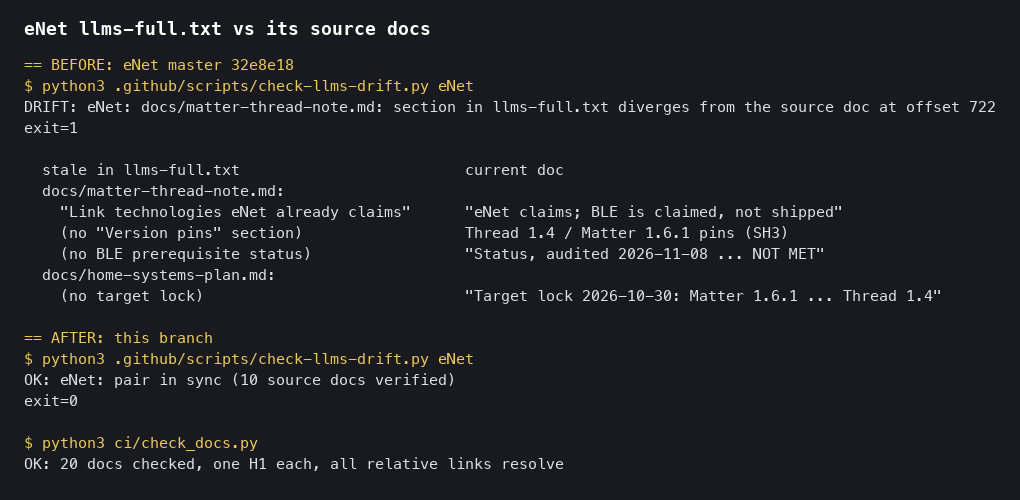 eNet llms-full.txt vs its source docs
== BEFORE: eNet master 32e8e18
$ python3 .github/scripts/check-llms-drift.py eNet
DRIFT: eNet: docs/matter-thread-note.md: section in llms-full.txt diverges from the source doc at offset 722
exit=1
stale in llms-full.txt current doc
docs/matter-thread-note.md:
"Link technologies eNet already claims" "eNet claims; BLE is claimed, not shipped"
(no "Version pins" section) Thread 1.4 / Matter 1.6.1 pins (SH3)
(no BLE prerequisite status) "Status, audited 2026-11-08 ... NOT MET"
docs/home-systems-plan.md:
(no target lock) "Target lock 2026-10-30: Matter 1.6.1 ... Thread 1.4"
== AFTER: this branch
$ python3 .github/scripts/check-llms-drift.py eNet
OK: eNet: pair in sync (10 source docs verified)
exit=0
$ python3 ci/check_docs.py
OK: 20 docs checked, one H1 each, all relative links resolve